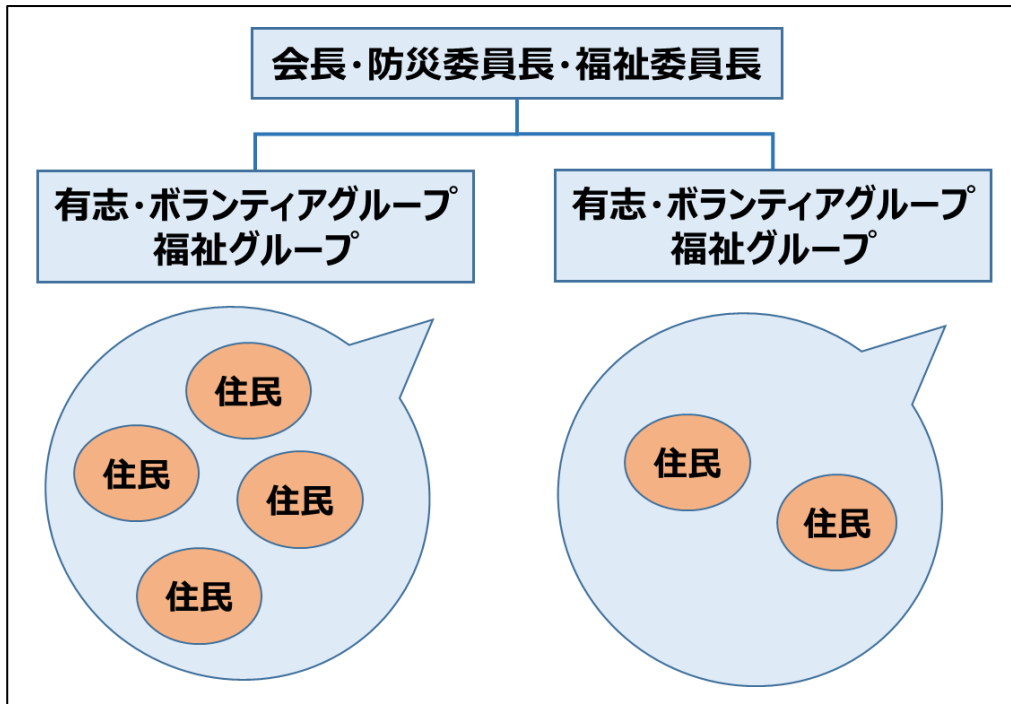 会長・防災委員長・福祉委員長
有志・ボランティアグループ
福祉グループ
有志・ボランティアグループ
福祉グループ
住民
住民
住民
住民
住民
住民